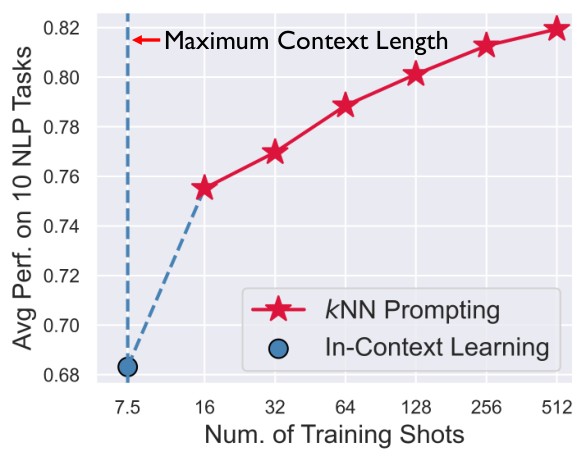 0.82
Maximum Context Length
0.80
0.78
0.76
0.74
0.72
0.70
0.68
Avg Perf. on 10 NLP Tasks
kNN Prompting
In-Context Learning
7.5 16 32 64 128 256 512
Num. of Training Shots